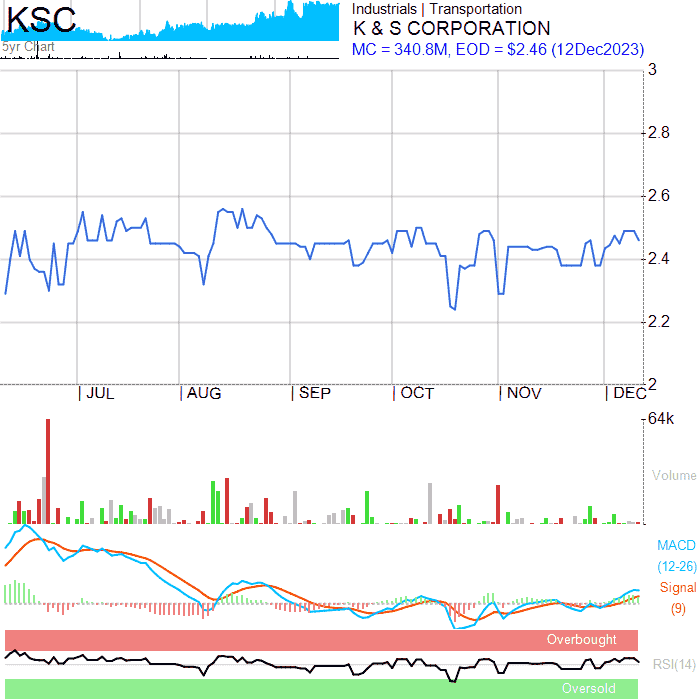 KSC
5yr Chart
Industrials | Transportation
K & S CORPORATION
MC = 340.8M, EOD = $2.46 (12Dec2023)
3
2.8
2.6
2.4
2.2
2
| JUL | AUG | SEP | OCT | NOV | DEC
64k
Volume
MACD
(12-26)
Signal
(9)
Overbought
RSI(14)
Oversold